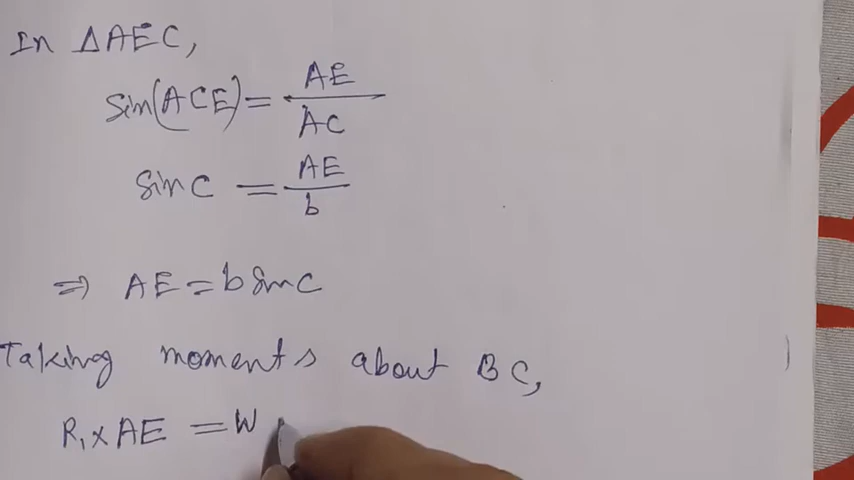 In ΔAEC,
Sin(ACE) = AE/AC
Sin C = AE/b
⇒ AE = b Sin C
Taking moments about BC,
R₁ × AE = W